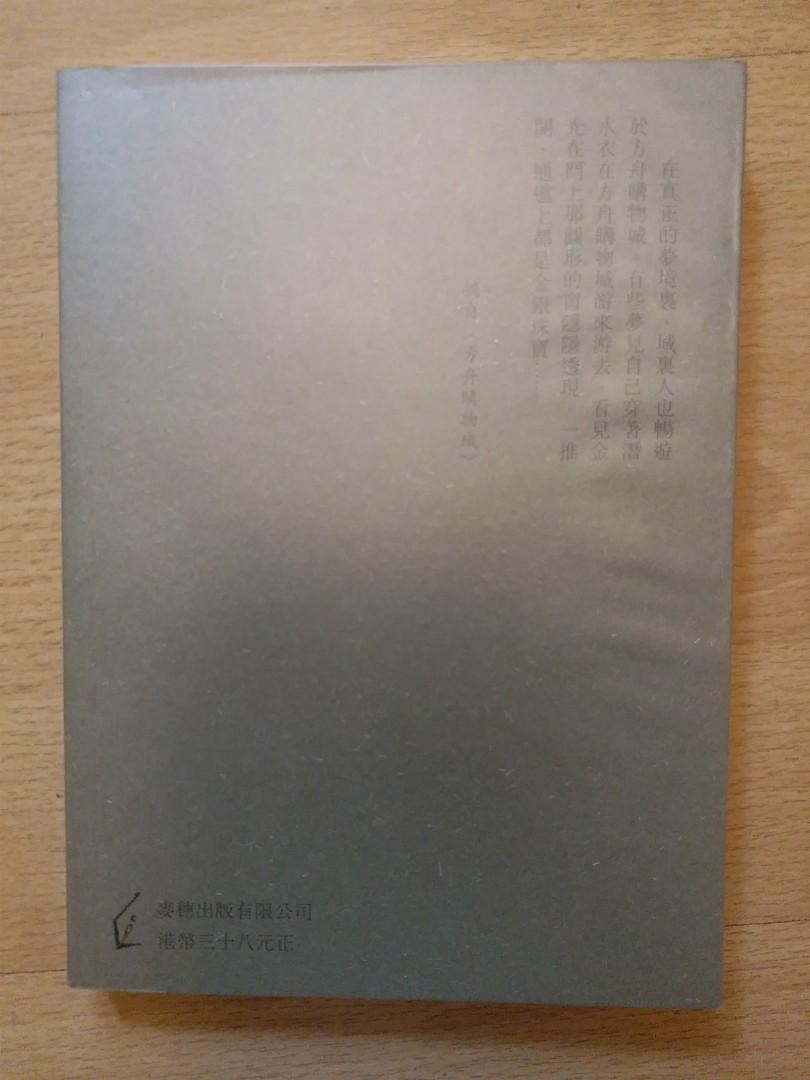 在真正的夢境裏，城裏人也暢遊
於方舟購物城。有些夢見自己穿著潛
水衣在方舟購物城游來游去，看見金
光在門上那圓形的窗隱隱透現，一推
開，通道上都是金銀珠寶……
摘自〈方舟購物城〉
麥穗出版有限公司
港幣三十八元正